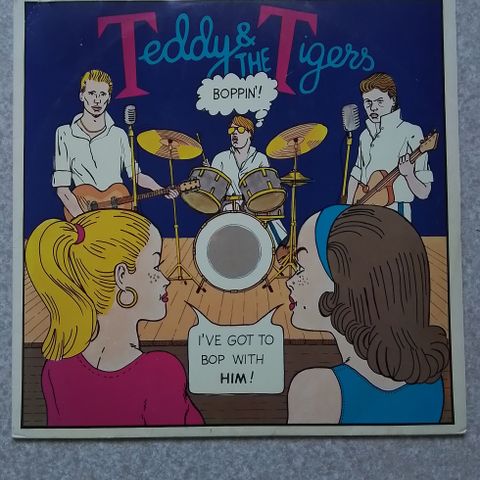 Teddy &
THE Tigers
BOPPIN'!
I'VE GOT TO
BOP WITH
HIM!